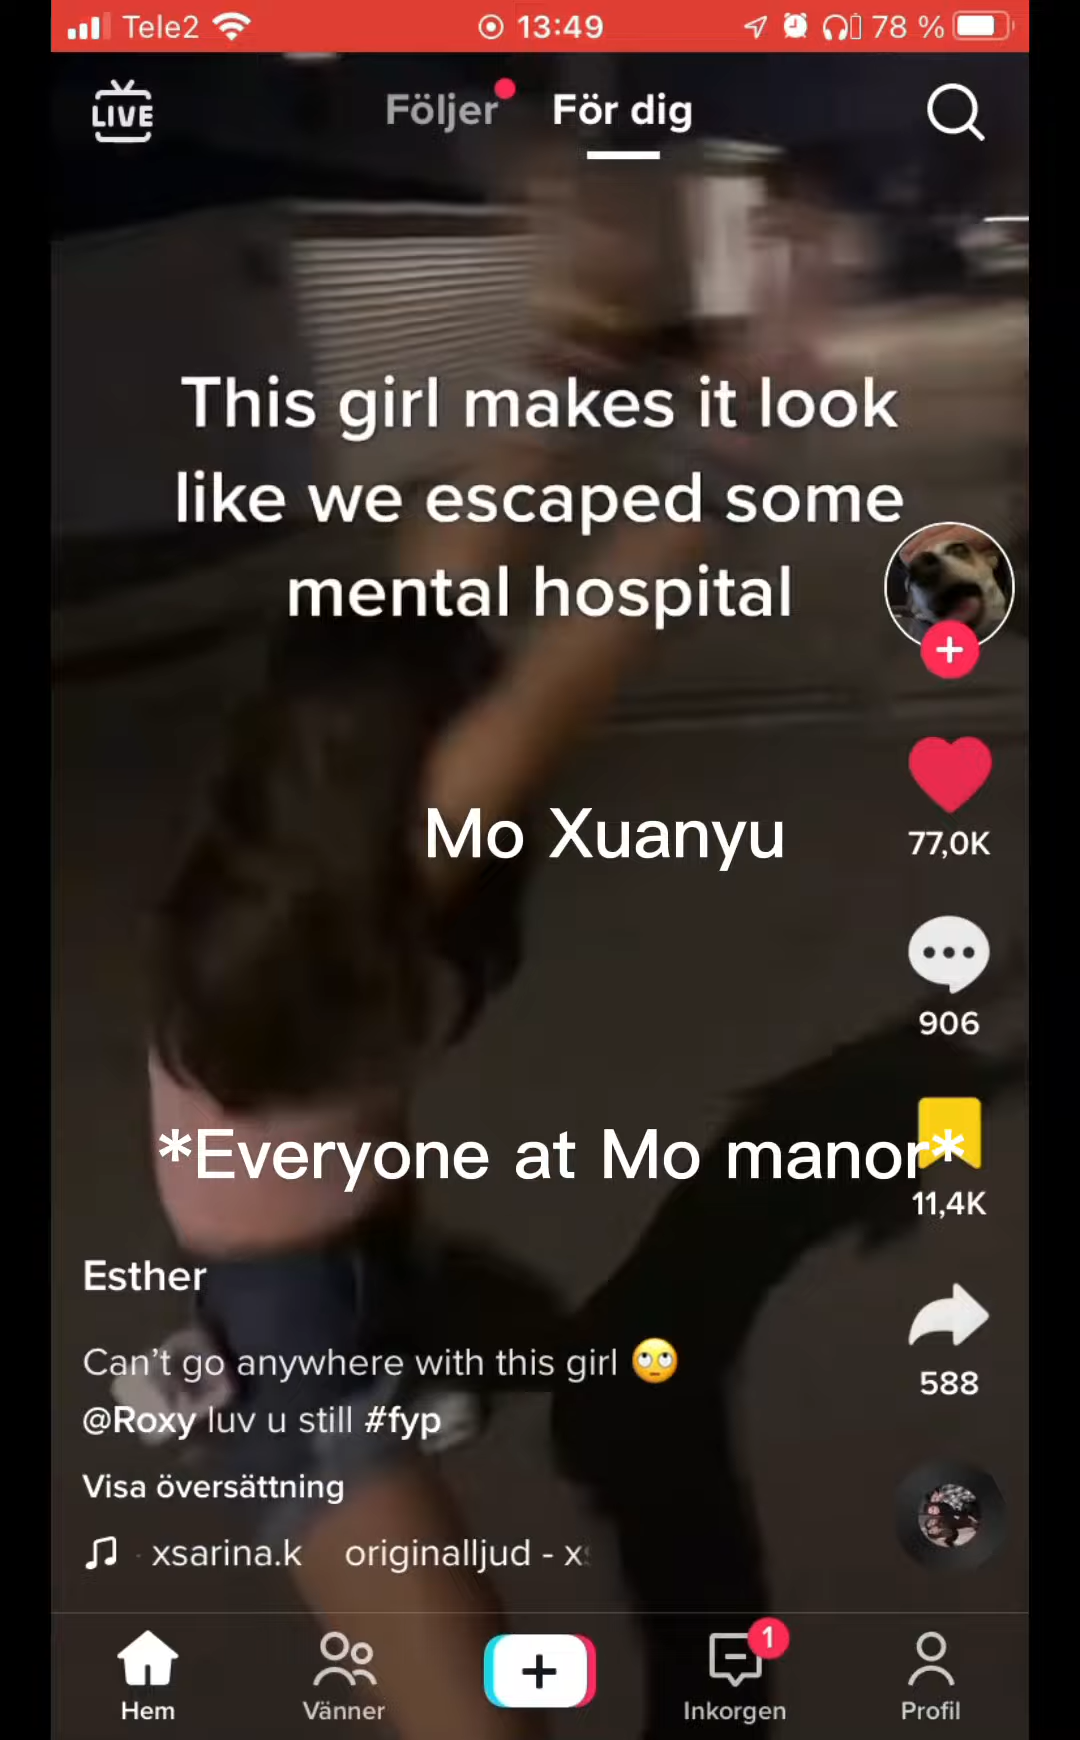 Tele2 13:49 78 %
LIVE Följer För dig
This girl makes it look
like we escaped some
mental hospital
Mo Xuanyu
77,0K
906
*Everyone at Mo manor*
11,4K
Esther
Can't go anywhere with this girl 🙄
588
@Roxy luv u still #fyp
Visa översättning
xsarina.k originalljud - x
1
Hem Vänner Inkorgen Profil